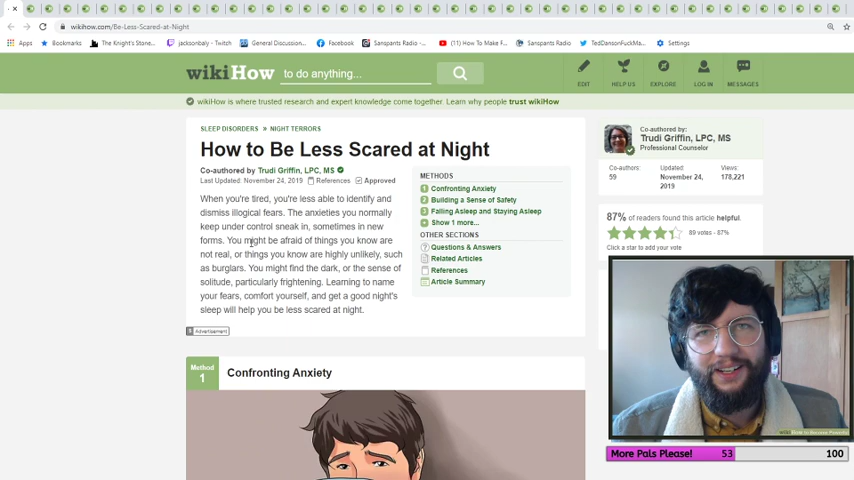 wikihow.com/Be-Less-Scared-at-Night
Apps
Bookmarks
The Knight's Stone...
jacksonbaly - Twitch
General Discussion...
Facebook
Sanspants Radio -...
(11) How To Make F...
Sanspants Radio
TedDansonFuckMa...
Settings
wikiHow to do anything...
EDIT
HELP US
EXPLORE
LOG IN
MESSAGES
wikiHow is where trusted research and expert knowledge come together. Learn why people trust wikiHow
SLEEP DISORDERS » NIGHT TERRORS
How to Be Less Scared at Night
Co-authored by Trudi Griffin, LPC, MS
Last Updated: November 24, 2019 References Approved
When you're tired, you're less able to identify and
dismiss illogical fears. The anxieties you normally
keep under control sneak in, sometimes in new
forms. You might be afraid of things you know are
not real, or things you know are highly unlikely, such
as burglars. You might find the dark, or the sense of
solitude, particularly frightening. Learning to name
your fears, comfort yourself, and get a good night's
sleep will help you be less scared at night.
Advertisement
METHODS
1 Confronting Anxiety
2 Building a Sense of Safety
3 Falling Asleep and Staying Asleep
Show 1 more...
OTHER SECTIONS
Questions & Answers
Related Articles
References
Article Summary
Method
1
Confronting Anxiety
Co-authored by:
Trudi Griffin, LPC, MS
Professional Counselor
Co-authors:
59
Updated:
November 24,
2019
Views:
178,221
87% of readers found this article helpful.
89 votes - 87%
Click a star to add your vote
More Pals Please! 53 100